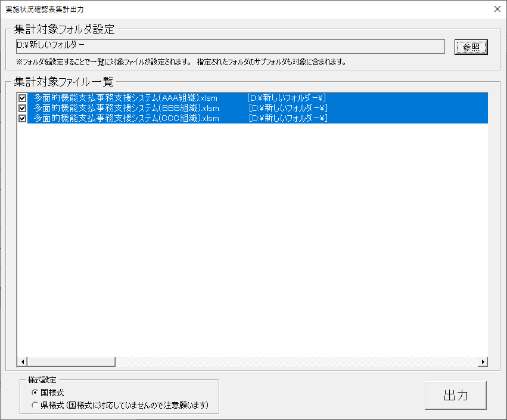 実施状況確認表集計出力
集計対象フォルダ設定
D:¥新しいフォルダー
参照
※フォルダを設定することで一覧に対象ファイルが設定されます。 指定されたフォルダのサブフォルダも対象に含まれます。
集計対象ファイル一覧
多面的機能支払事務支援システム(AAA組織).xlsm [D:¥新しいフォルダー¥]
多面的機能支払事務支援システム(BBB組織).xlsm [D:¥新しいフォルダー¥]
多面的機能支払事務支援システム(CCC組織).xlsm [D:¥新しいフォルダー¥]
様式設定
国様式
県様式(国様式に対応していませんので注意願います)
出力